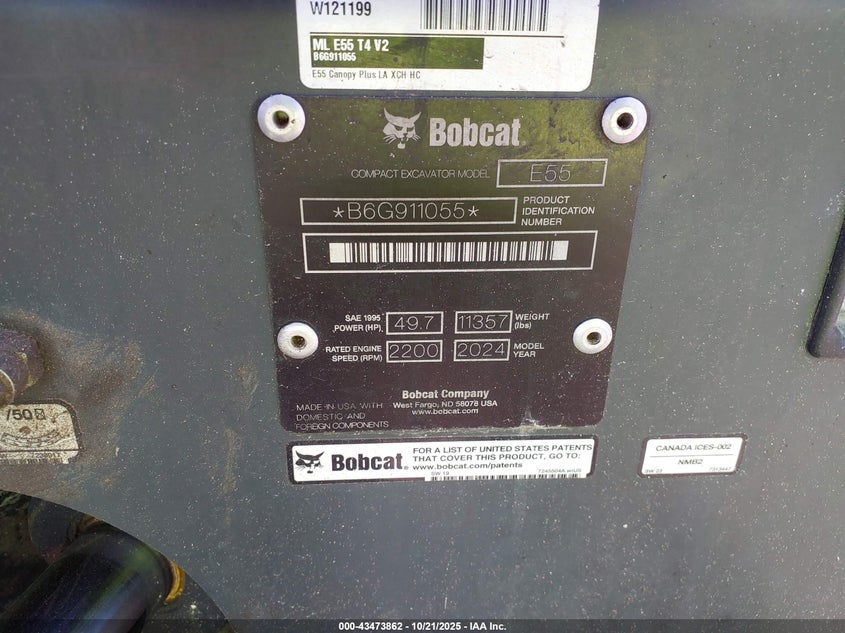 W121199
ML E55 T4 V2
B6G911055
E55 Canopy Plus LA XCH HC
Bobcat
COMPACT EXCAVATOR MODEL E55
*B6G911055* PRODUCT IDENTIFICATION NUMBER
SAE 1995 POWER (HP) 49.7 11357 WEIGHT (lbs)
RATED ENGINE SPEED (RPM) 2200 2024 MODEL YEAR
Bobcat Company
West Fargo, ND 58078 USA
www.bobcat.com
MADE IN USA WITH
DOMESTIC AND
FOREIGN COMPONENTS
/50
Bobcat.
FOR A LIST OF UNITED STATES PATENTS
THAT COVER THIS PRODUCT, GO TO:
www.bobcat.com/patents
SW 19
CANADA ICES-002
NMB2
000-43473862 - 10/21/2025 - IAA Inc.